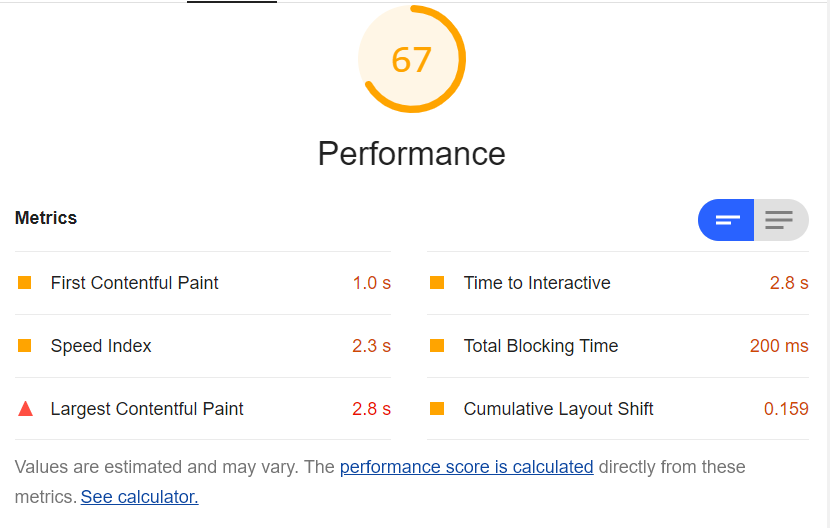 67
Performance
Metrics
First Contentful Paint 1.0 s
Time to Interactive 2.8 s
Speed Index 2.3 s
Total Blocking Time 200 ms
Largest Contentful Paint 2.8 s
Cumulative Layout Shift 0.159
Values are estimated and may vary. The performance score is calculated directly from these
metrics. See calculator.